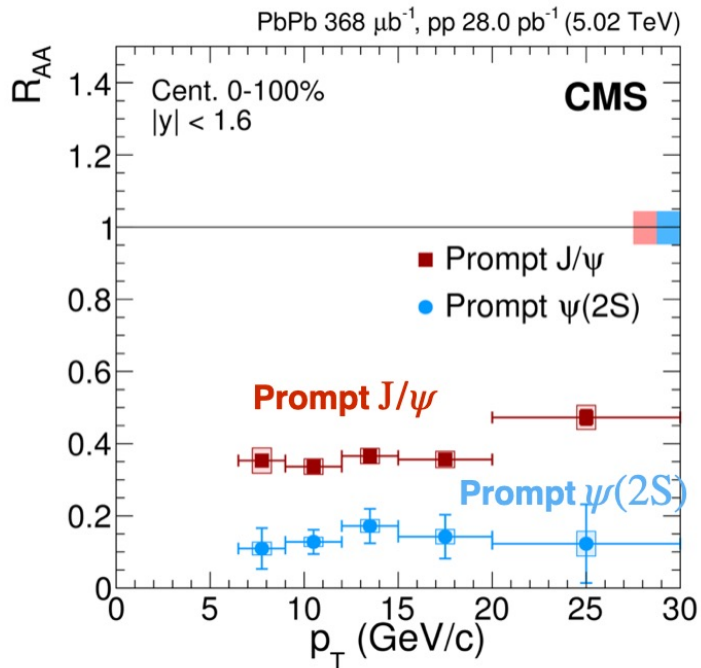 PbPb 368 μb⁻¹, pp 28.0 pb⁻¹ (5.02 TeV)
R_AA
Cent. 0-100%
|y| < 1.6
CMS
1.4
1.2
1
0.8
0.6
0.4
0.2
0
Prompt J/ψ
Prompt ψ(2S)
Prompt J/ψ
Prompt ψ(2S)
0 5 10 15 20 25 30
p_T (GeV/c)